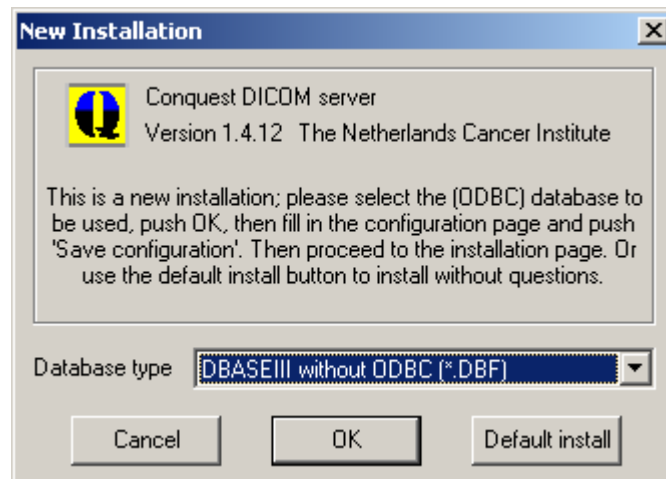 New Installation
Conquest DICOM server
Version 1.4.12 The Netherlands Cancer Institute
This is a new installation; please select the (ODBC) database to
be used, push OK, then fill in the configuration page and push
'Save configuration'. Then proceed to the installation page. Or
use the default install button to install without questions.
Database type DBASEIII without ODBC (*.DBF)
Cancel OK Default install